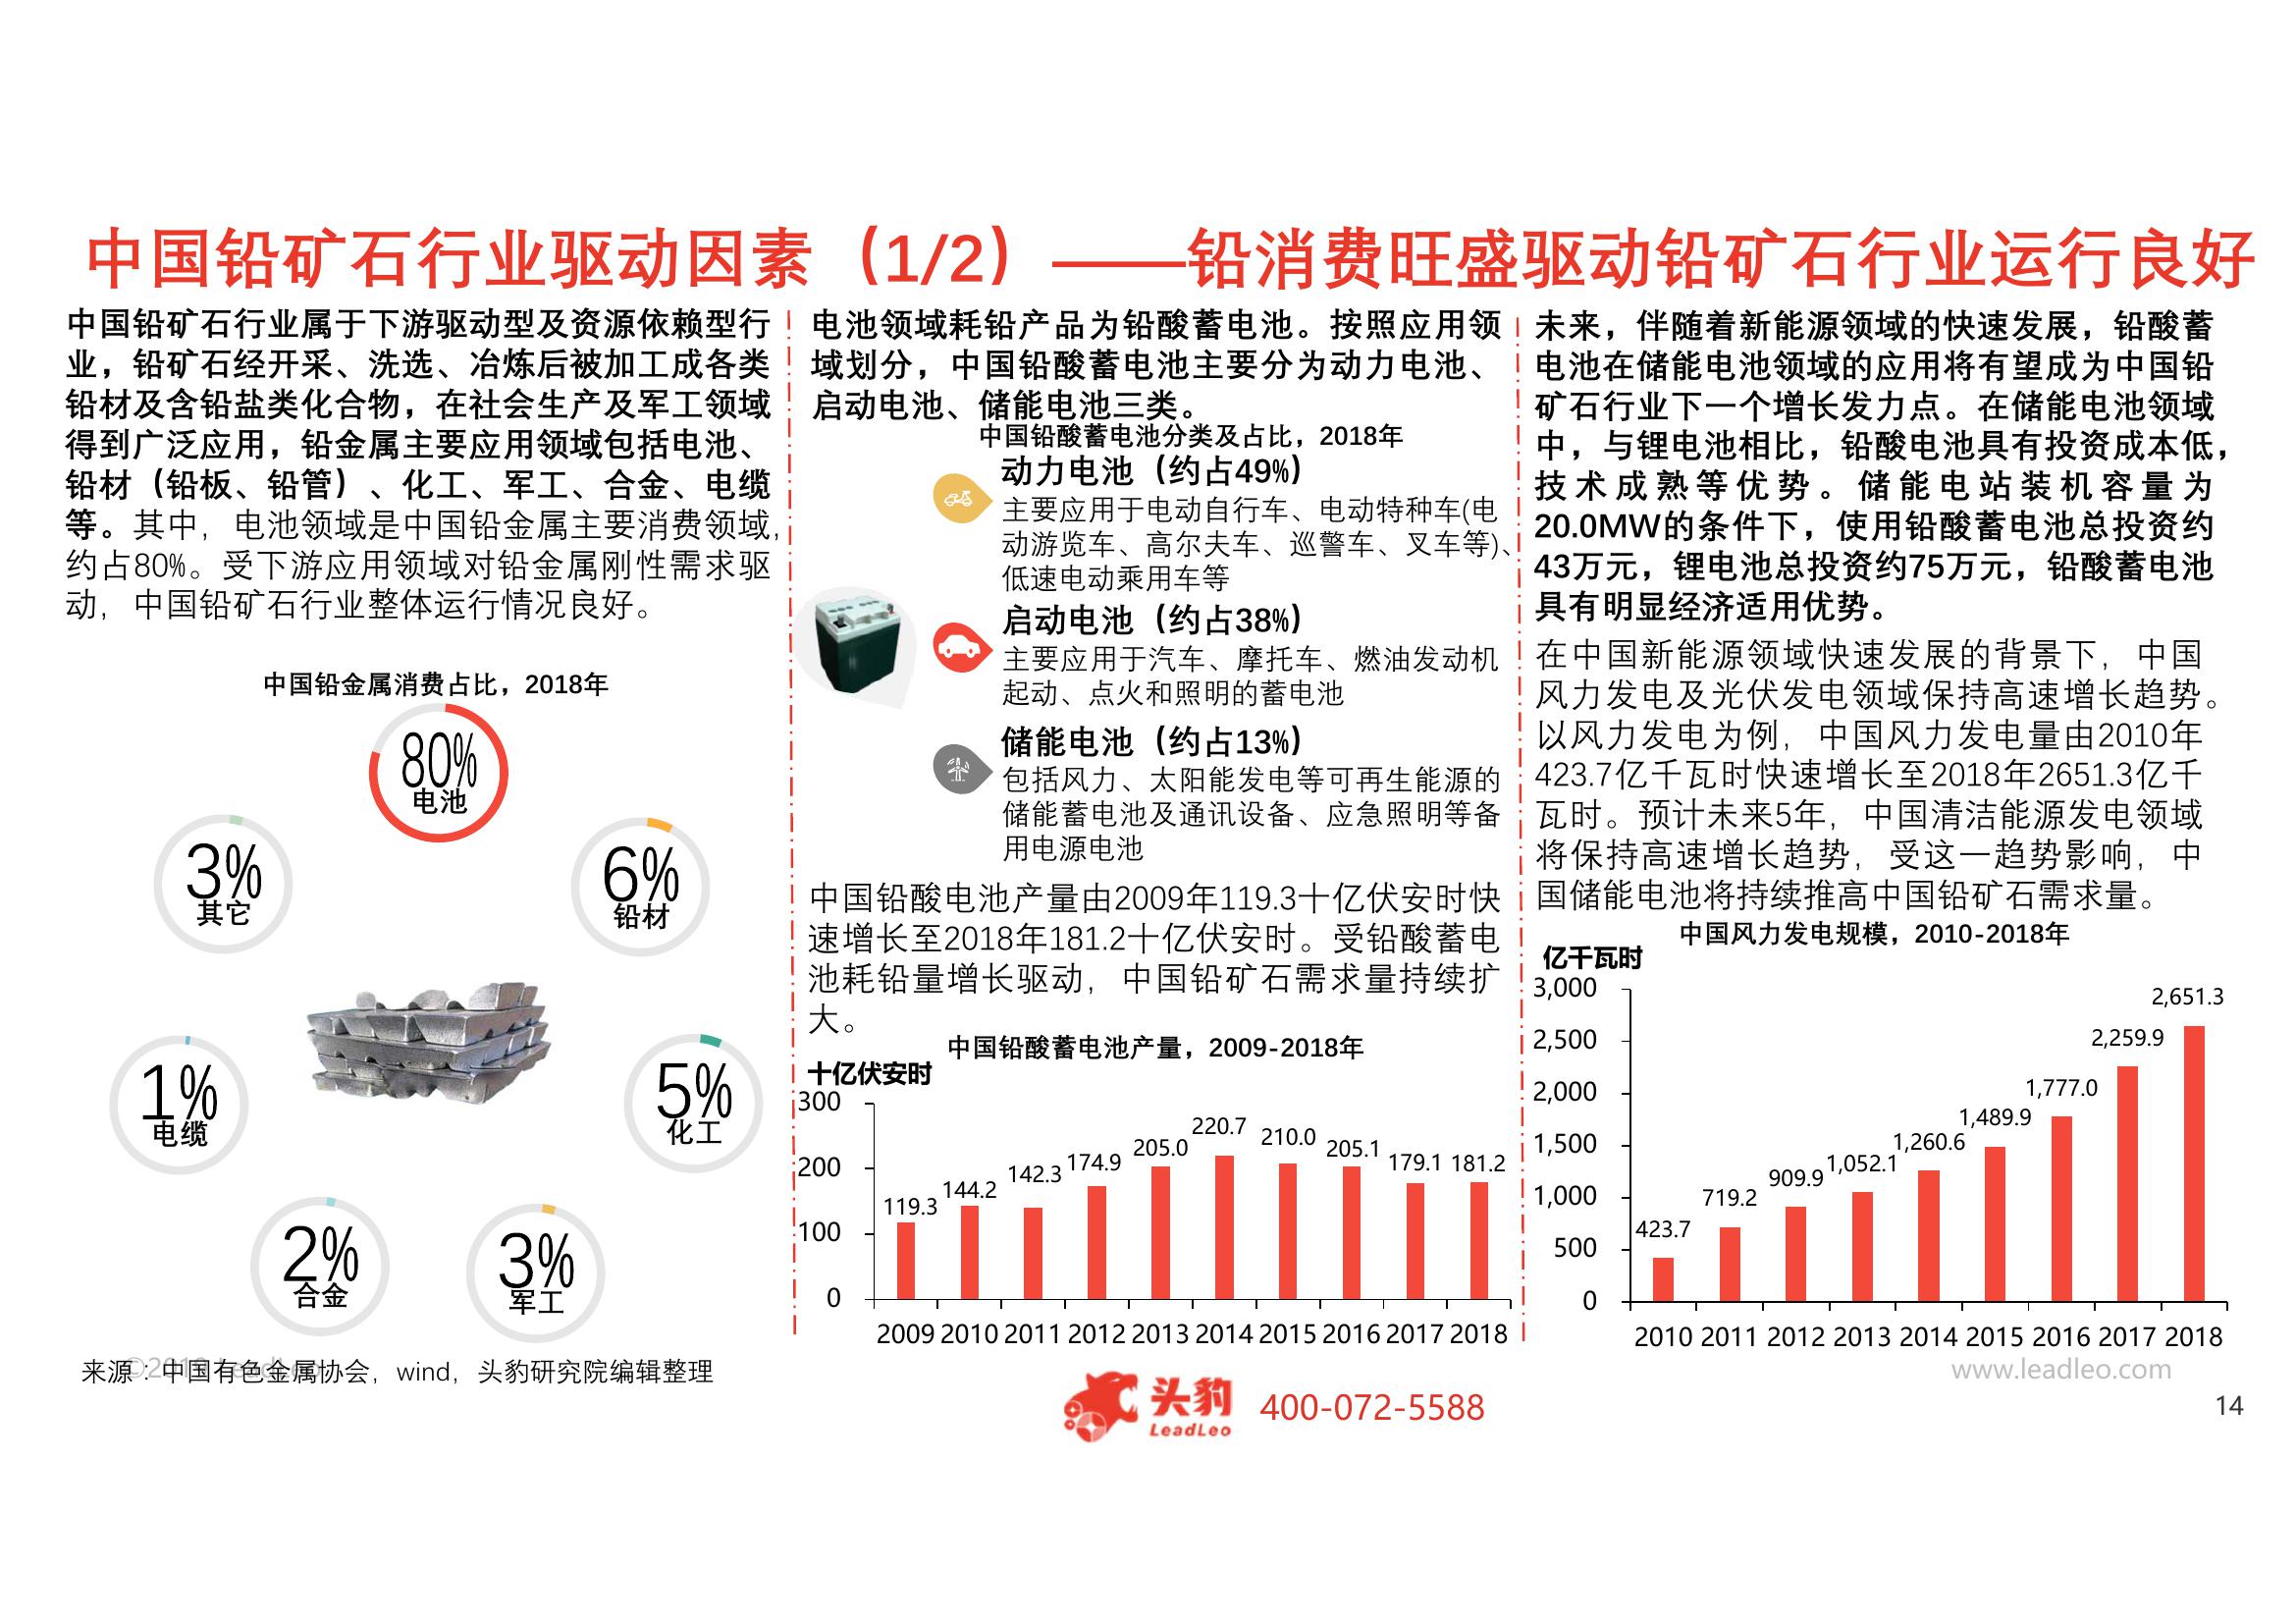 中国铅矿石行业驱动因素（1/2）——铅消费旺盛驱动铅矿石行业运行良好
中国铅矿石行业属于下游驱动型及资源依赖型行
业，铅矿石经开采、洗选、冶炼后被加工成各类
铅材及含铅盐类化合物，在社会生产及军工领域
得到广泛应用，铅金属主要应用领域包括电池、
铅材（铅板、铅管）、化工、军工、合金、电缆
等。其中，电池领域是中国铅金属主要消费领域，
约占80%。受下游应用领域对铅金属刚性需求驱
动，中国铅矿石行业整体运行情况良好。
中国铅金属消费占比，2018年
80%
电池
3%
其它
6%
铅材
1%
电缆
5%
化工
2%
合金
3%
军工
电池领域耗铅产品为铅酸蓄电池。按照应用领
域划分，中国铅酸蓄电池主要分为动力电池、
启动电池、储能电池三类。
中国铅酸蓄电池分类及占比，2018年
动力电池（约占49%）
主要应用于电动自行车、电动特种车(电
动游览车、高尔夫车、巡警车、叉车等)、
低速电动乘用车等
启动电池（约占38%）
主要应用于汽车、摩托车、燃油发动机
起动、点火和照明的蓄电池
储能电池（约占13%）
包括风力、太阳能发电等可再生能源的
储能蓄电池及通讯设备、应急照明等备
用电源电池
中国铅酸电池产量由2009年119.3十亿伏安时快
速增长至2018年181.2十亿伏安时。受铅酸蓄电
池耗铅量增长驱动，中国铅矿石需求量持续扩
大。
中国铅酸蓄电池产量，2009-2018年
十亿伏安时
300
200
100
0
119.3 144.2 142.3 174.9 205.0 220.7 210.0 205.1 179.1 181.2
2009 2010 2011 2012 2013 2014 2015 2016 2017 2018
未来，伴随着新能源领域的快速发展，铅酸蓄
电池在储能电池领域的应用将有望成为中国铅
矿石行业下一个增长发力点。在储能电池领域
中，与锂电池相比，铅酸电池具有投资成本低，
技术成熟等优势。储能电站装机容量为
20.0MW的条件下，使用铅酸蓄电池总投资约
43万元，锂电池总投资约75万元，铅酸蓄电池
具有明显经济适用优势。
在中国新能源领域快速发展的背景下，中国
风力发电及光伏发电领域保持高速增长趋势。
以风力发电为例，中国风力发电量由2010年
423.7亿千瓦时快速增长至2018年2651.3亿千
瓦时。预计未来5年，中国清洁能源发电领域
将保持高速增长趋势，受这一趋势影响，中
国储能电池将持续推高中国铅矿石需求量。
中国风力发电规模，2010-2018年
亿千瓦时
3,000
2,500
2,000
1,500
1,000
500
0
423.7 719.2 909.9 1,052.1 1,260.6 1,489.9 1,777.0 2,259.9 2,651.3
2010 2011 2012 2013 2014 2015 2016 2017 2018
来源：中国有色金属协会，wind，头豹研究院编辑整理
©2019 LeadLeo
www.leadleo.com
头豹
LeadLeo
400-072-5588
14